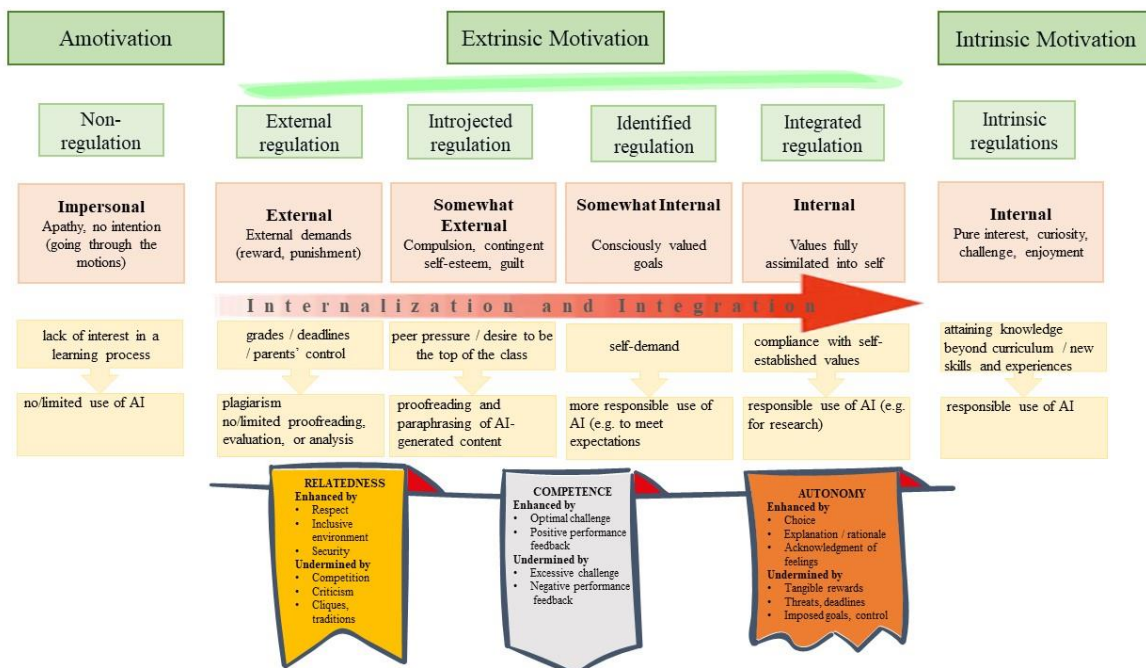 Amotivation
Extrinsic Motivation
Intrinsic Motivation
Non-
regulation
External
regulation
Introjected
regulation
Identified
regulation
Integrated
regulation
Intrinsic
regulations
Impersonal
Apathy, no intention
(going through the
motions)
External
External demands
(reward, punishment)
Somewhat
External
Compulsion, contingent
self-esteem, guilt
Somewhat Internal
Consciously valued
goals
Internal
Values fully
assimilated into self
Internal
Pure interest, curiosity,
challenge, enjoyment
Internalization and Integration
lack of interest in a
learning process
grades / deadlines
/ parents' control
peer pressure / desire to be
the top of the class
self-demand
compliance with self-
established values
attaining knowledge
beyond curriculum / new
skills and experiences
no/limited use of AI
plagiarism
no/limited proofreading,
evaluation, or analysis
proofreading and
paraphrasing of AI-
generated content
more responsible use of
AI (e.g. to meet
expectations
responsible use of AI (e.g.
for research)
responsible use of AI
RELATEDNESS
Enhanced by
• Respect
• Inclusive
environment
• Security
Undermined by
• Competition
• Criticism
• Cliques,
traditions
COMPETENCE
Enhanced by
• Optimal challenge
• Positive performance
feedback
Undermined by
• Excessive challenge
• Negative performance
feedback
AUTONOMY
Enhanced by
• Choice
• Explanation / rationale
• Acknowledgment of
feelings
Undermined by
• Tangible rewards
• Threats, deadlines
• Imposed goals, control